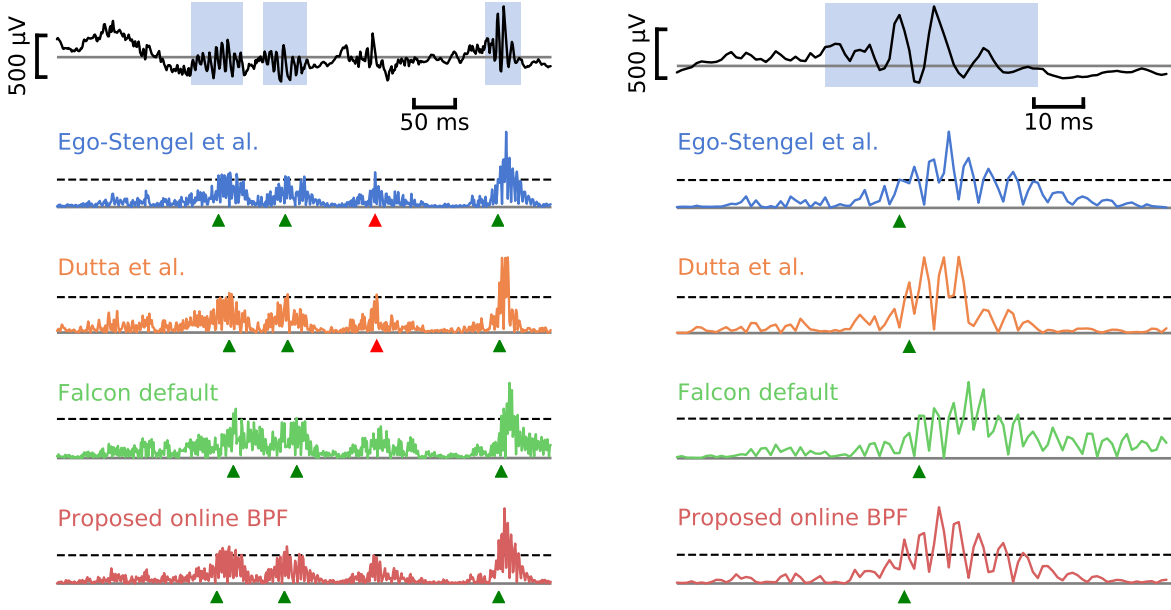 500 µV
50 ms
Ego-Stengel et al.
Dutta et al.
Falcon default
Proposed online BPF
500 µV
10 ms
Ego-Stengel et al.
Dutta et al.
Falcon default
Proposed online BPF